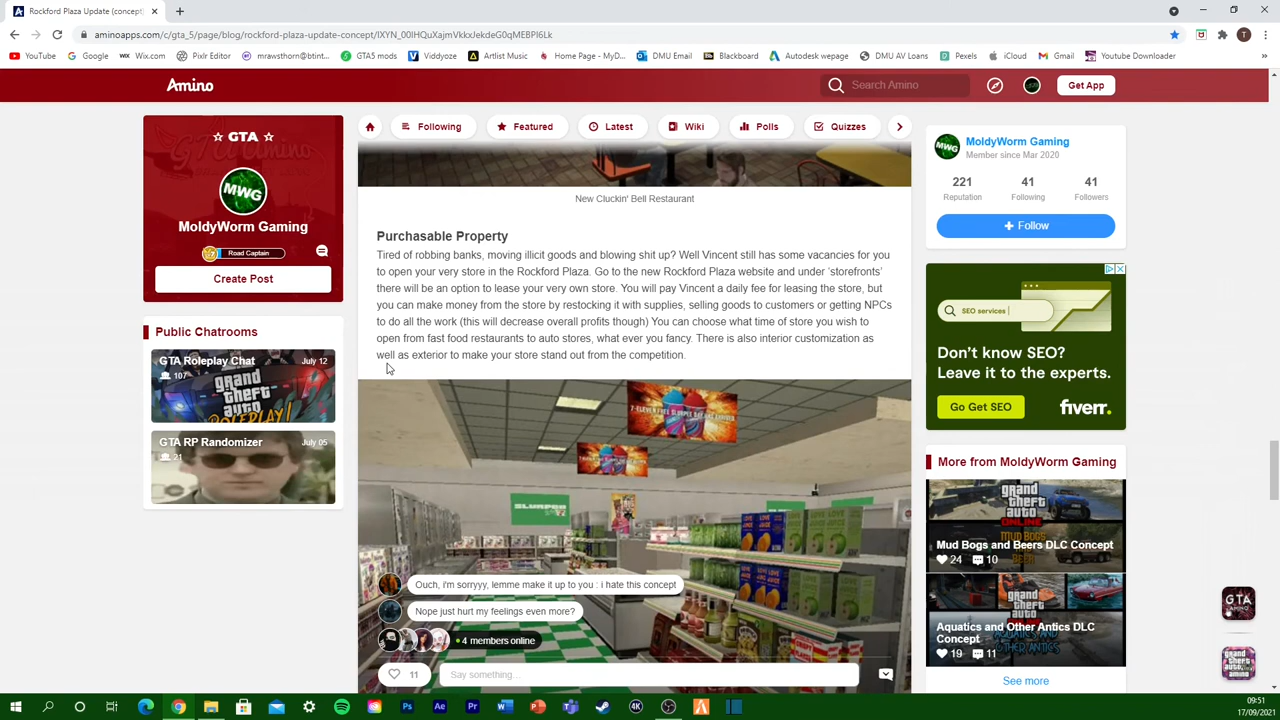 Rockford Plaza Update (concept)
aminoapps.com/c/gta_5/page/blog/rockford-plaza-update-concept/
YouTube
Google
Wix.com
Pixlr Editor
mrawsthorn@btint...
GTA5 mods
Viddyoze
Artlist Music
Home Page - MyD...
DMU Email
Blackboard
Autodesk wepage
DMU AV Loans
Pexels
iCloud
Gmail
Youtube Downloader
Amino
Search Amino
Get App
☆ GTA ☆
MWG
MoldyWorm Gaming
Road Captain
Create Post
Public Chatrooms
GTA Roleplay Chat
July 12
107
GTA RP Randomizer
July 05
21
Following
Featured
Latest
Wiki
Polls
Quizzes
New Cluckin' Bell Restaurant
Purchasable Property
Tired of robbing banks, moving illicit goods and blowing shit up? Well Vincent still has some vacancies for you
to open your very store in the Rockford Plaza. Go to the new Rockford Plaza website and under 'storefronts'
there will be an option to lease your very own store. You will pay Vincent a daily fee for leasing the store, but
you can make money from the store by restocking it with supplies, selling goods to customers or getting NPCs
to do all the work (this will decrease overall profits though) You can choose what time of store you wish to
open from fast food restaurants to auto stores, what ever you fancy. There is also interior customization as
well as exterior to make your store stand out from the competition.
SLUMPEE
Ouch, i'm sorryyy, lemme make it up to you : i hate this concept
Nope just hurt my feelings even more?
4 members online
11
Say something...
MWG
MoldyWorm Gaming
Member since Mar 2020
221
41
41
Reputation
Following
Followers
+ Follow
SEO services
Don't know SEO?
Leave it to the experts.
Go Get SEO
fiverr.
More from MoldyWorm Gaming
Mud Bogs and Beers DLC Concept
24
10
Aquatics and Other Antics DLC
Concept
19
11
See more
09:51
17/09/2021